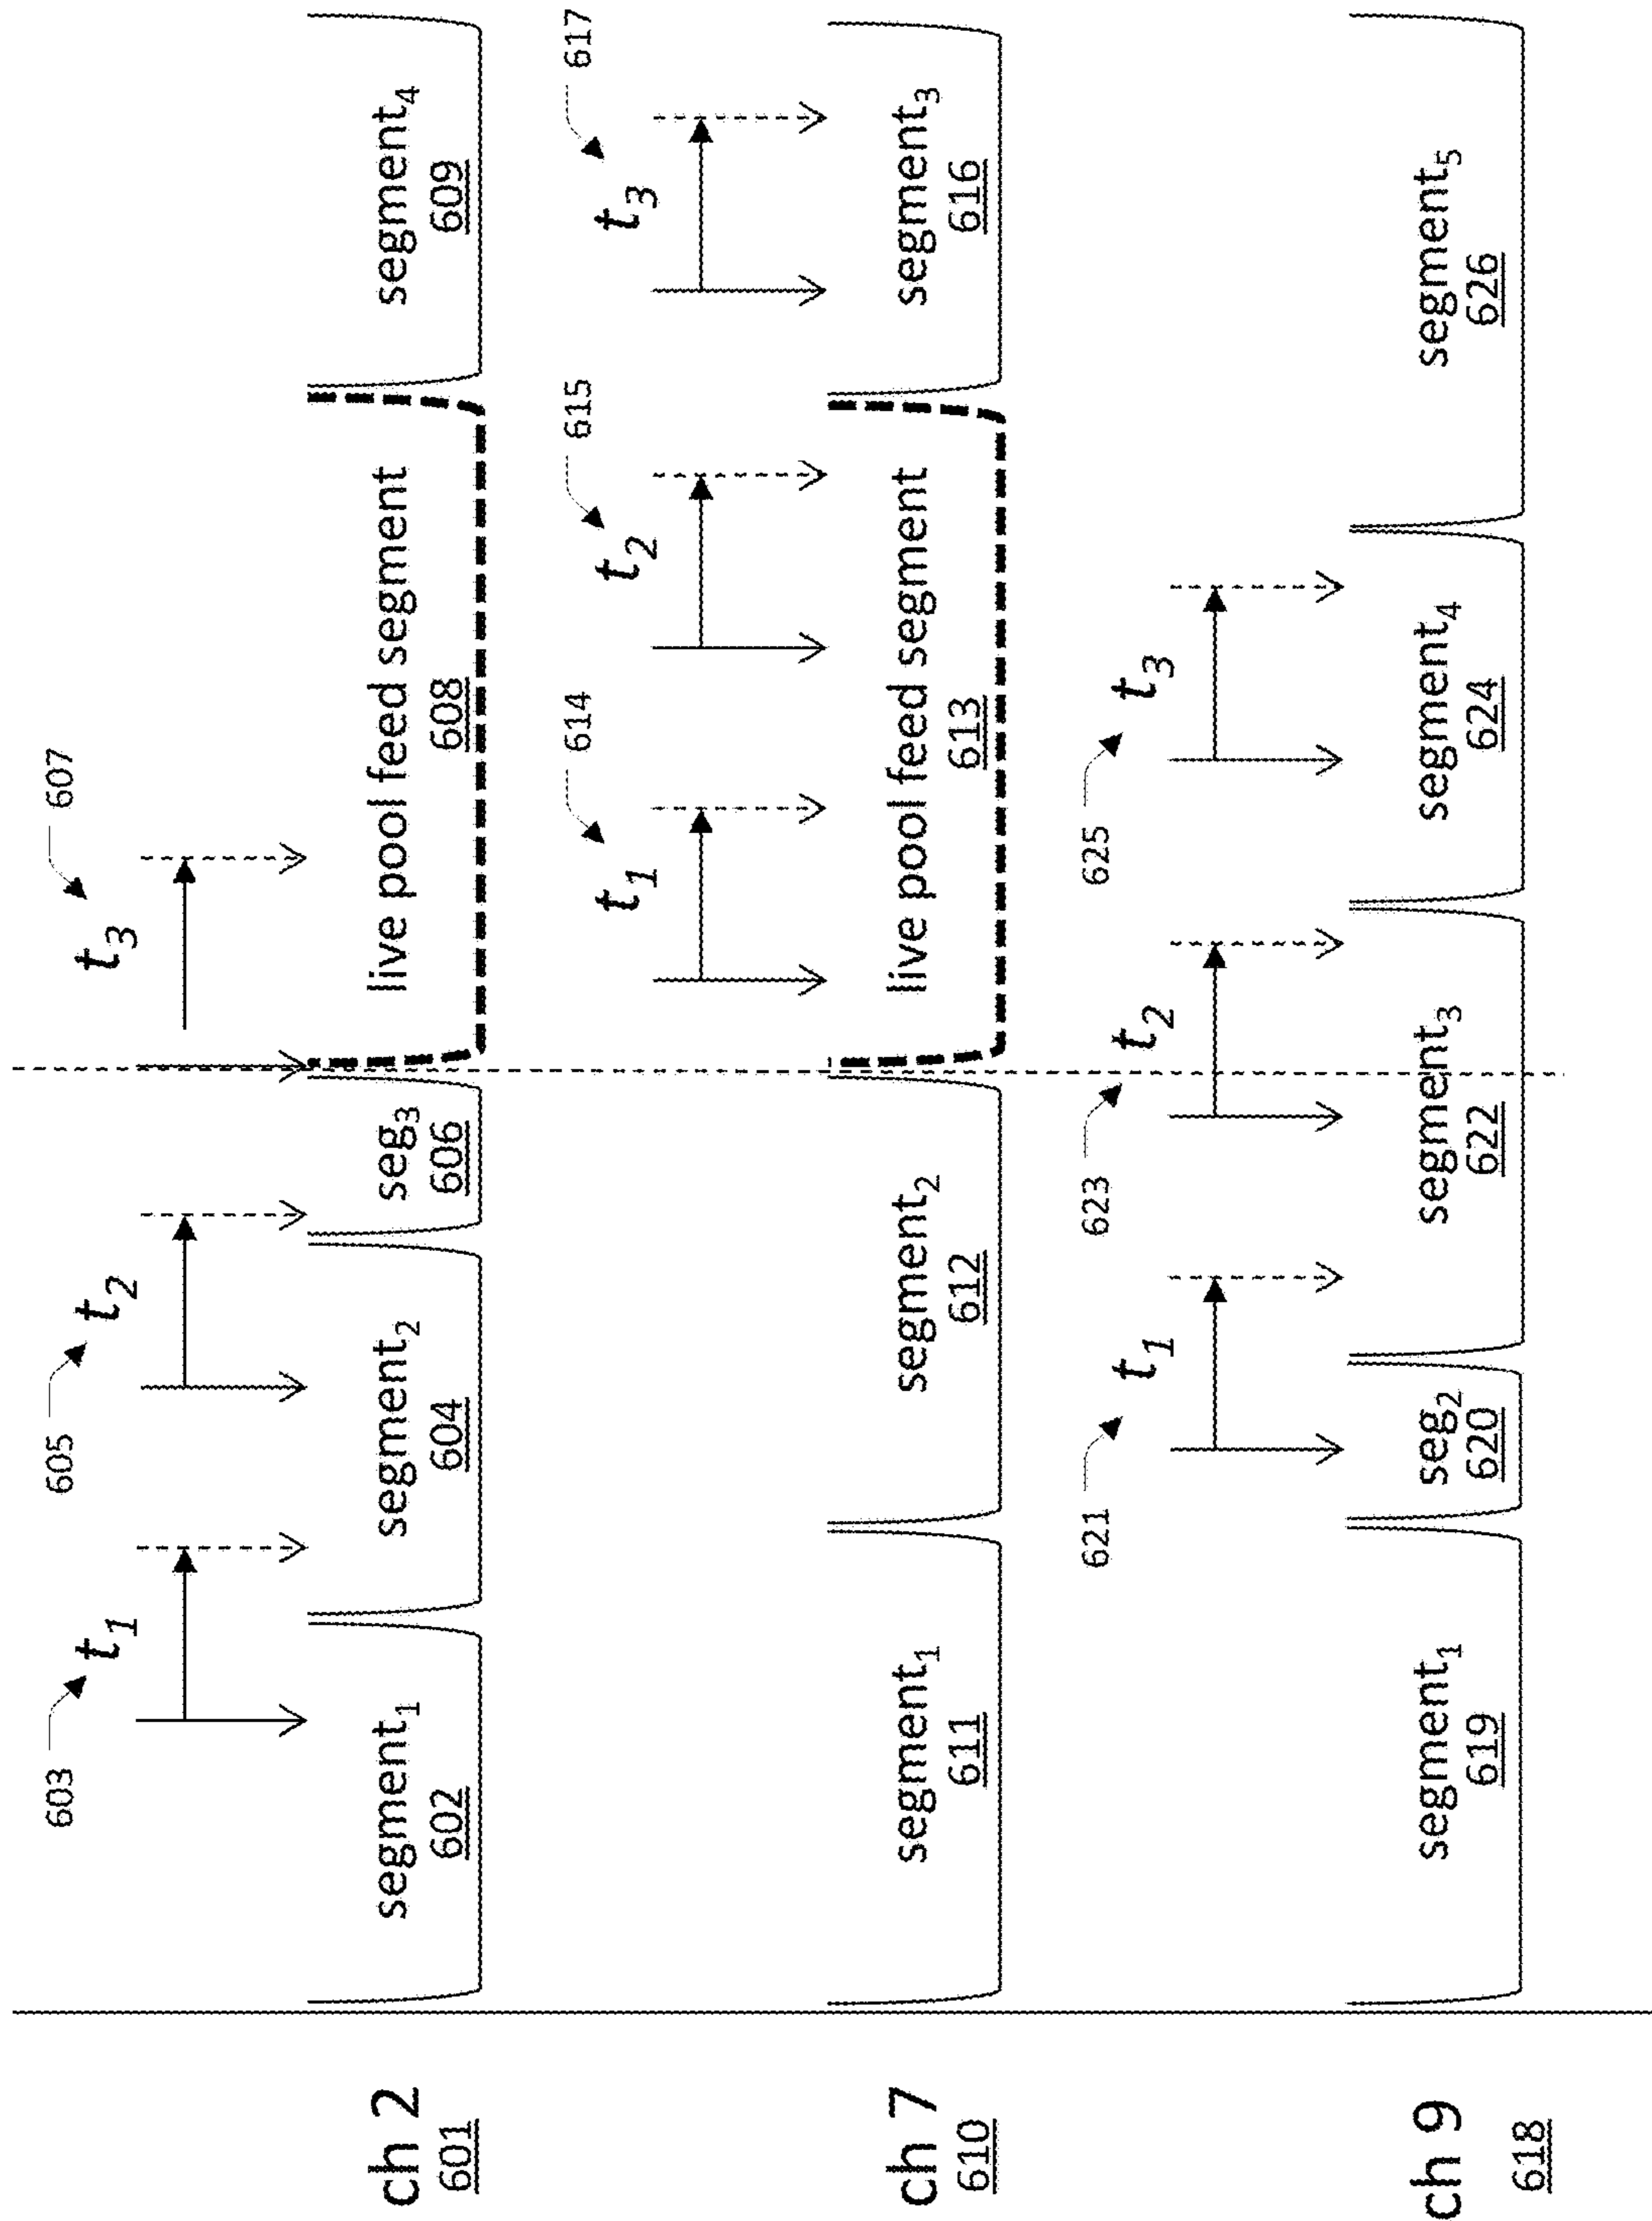 603
t1
605
t2
607
t3
ch 2
601
segment1
602
segment2
604
seg3
606
live pool feed segment
608
segment4
609
614
t1
615
t2
617
t3
ch 7
610
segment1
611
segment2
612
live pool feed segment
613
segment3
616
621
t1
623
t2
625
t3
ch 9
618
segment1
619
seg2
620
segment3
622
segment4
624
segment5
626